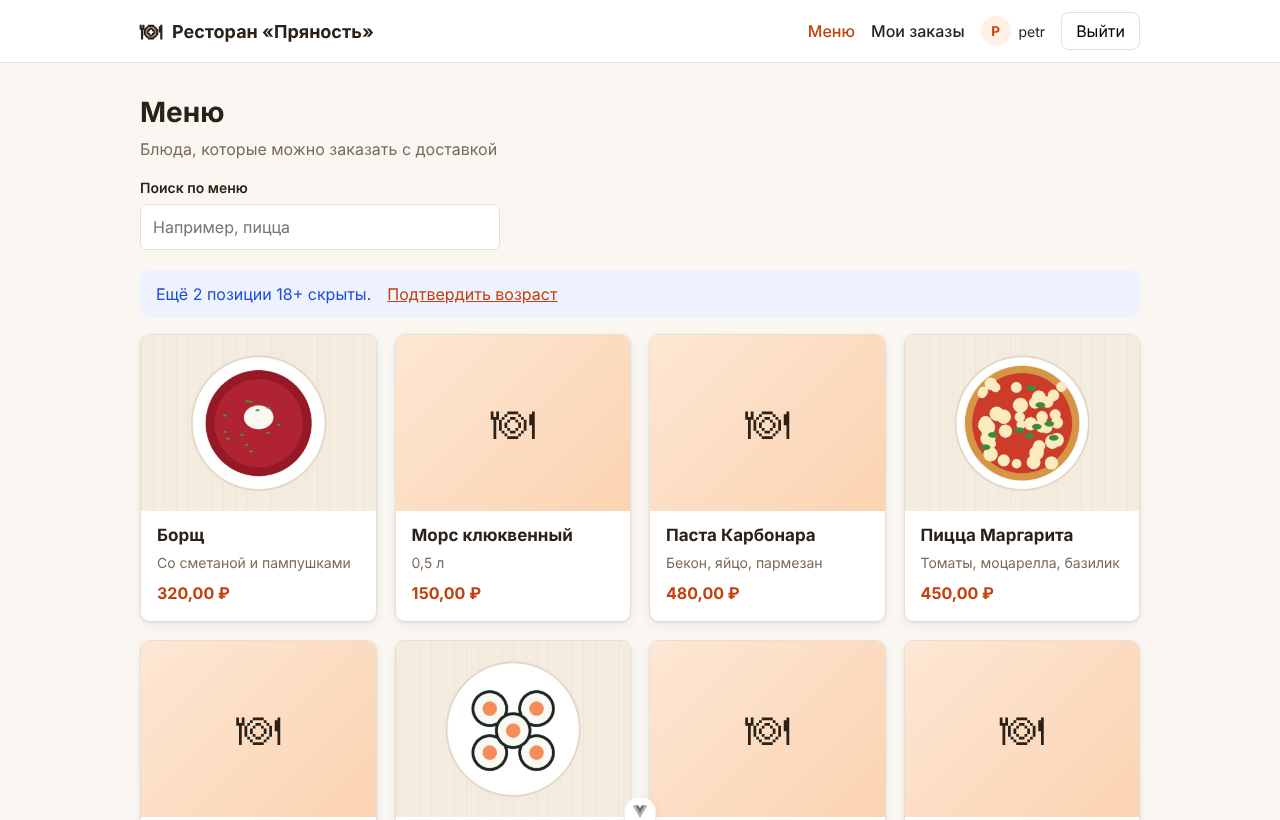 Ресторан «Пряность»
Меню
Мои заказы
P
petr
Выйти
Меню
Блюда, которые можно заказать с доставкой
Поиск по меню
Например, пицца
Ещё 2 позиции 18+ скрыты. Подтвердить возраст
Борщ
Со сметаной и пампушками
320,00 ₽
Морс клюквенный
0,5 л
150,00 ₽
Паста Карбонара
Бекон, яйцо, пармезан
480,00 ₽
Пицца Маргарита
Томаты, моцарелла, базилик
450,00 ₽